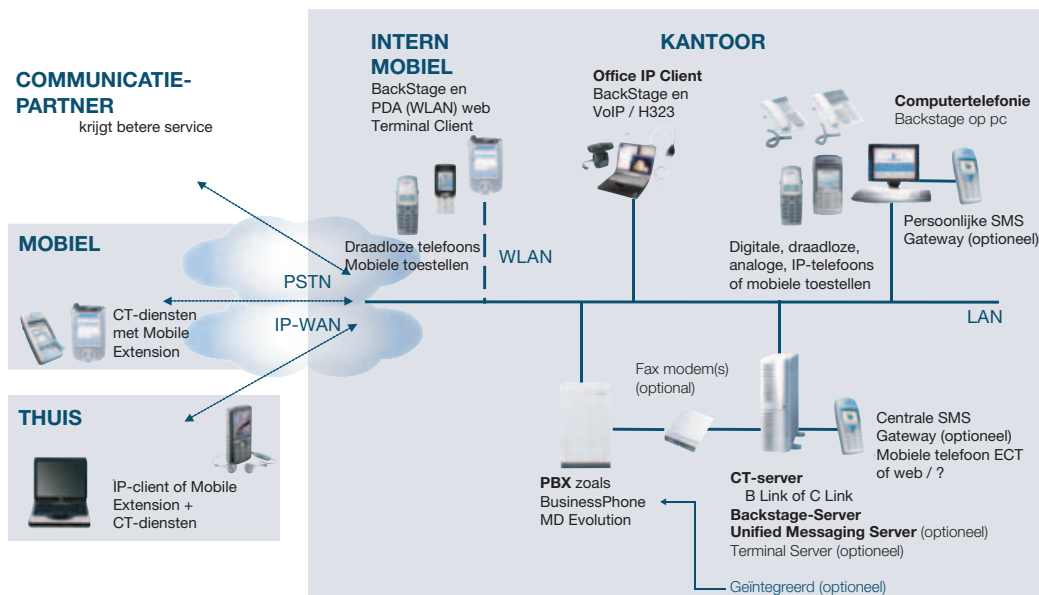 COMMUNICATIE-
PARTNER
krijgt betere service
MOBIEL
CT-diensten
met Mobile
Extension
THUIS
IP-client of Mobile
Extension +
CT-diensten
PSTN
IP-WAN
INTERN
MOBIEL
BackStage en
PDA (WLAN) web
Terminal Client
Draadloze telefoons
Mobiele toestellen
WLAN
KANTOOR
Office IP Client
BackStage en
VoIP / H323
Computertelefonie
Backstage op pc
Persoonlijke SMS
Gateway (optioneel)
Digitale, draadloze,
analoge, IP-telefoons
of mobiele toestellen
LAN
Fax modem(s)
(optional)
PBX zoals
BusinessPhone
MD Evolution
Centrale SMS
Gateway (optioneel)
Mobiele telefoon ECT
of web / ?
CT-server
B Link of C Link
Backstage-Server
Unified Messaging Server (optioneel)
Terminal Server (optioneel)
Geïntegreerd (optioneel)